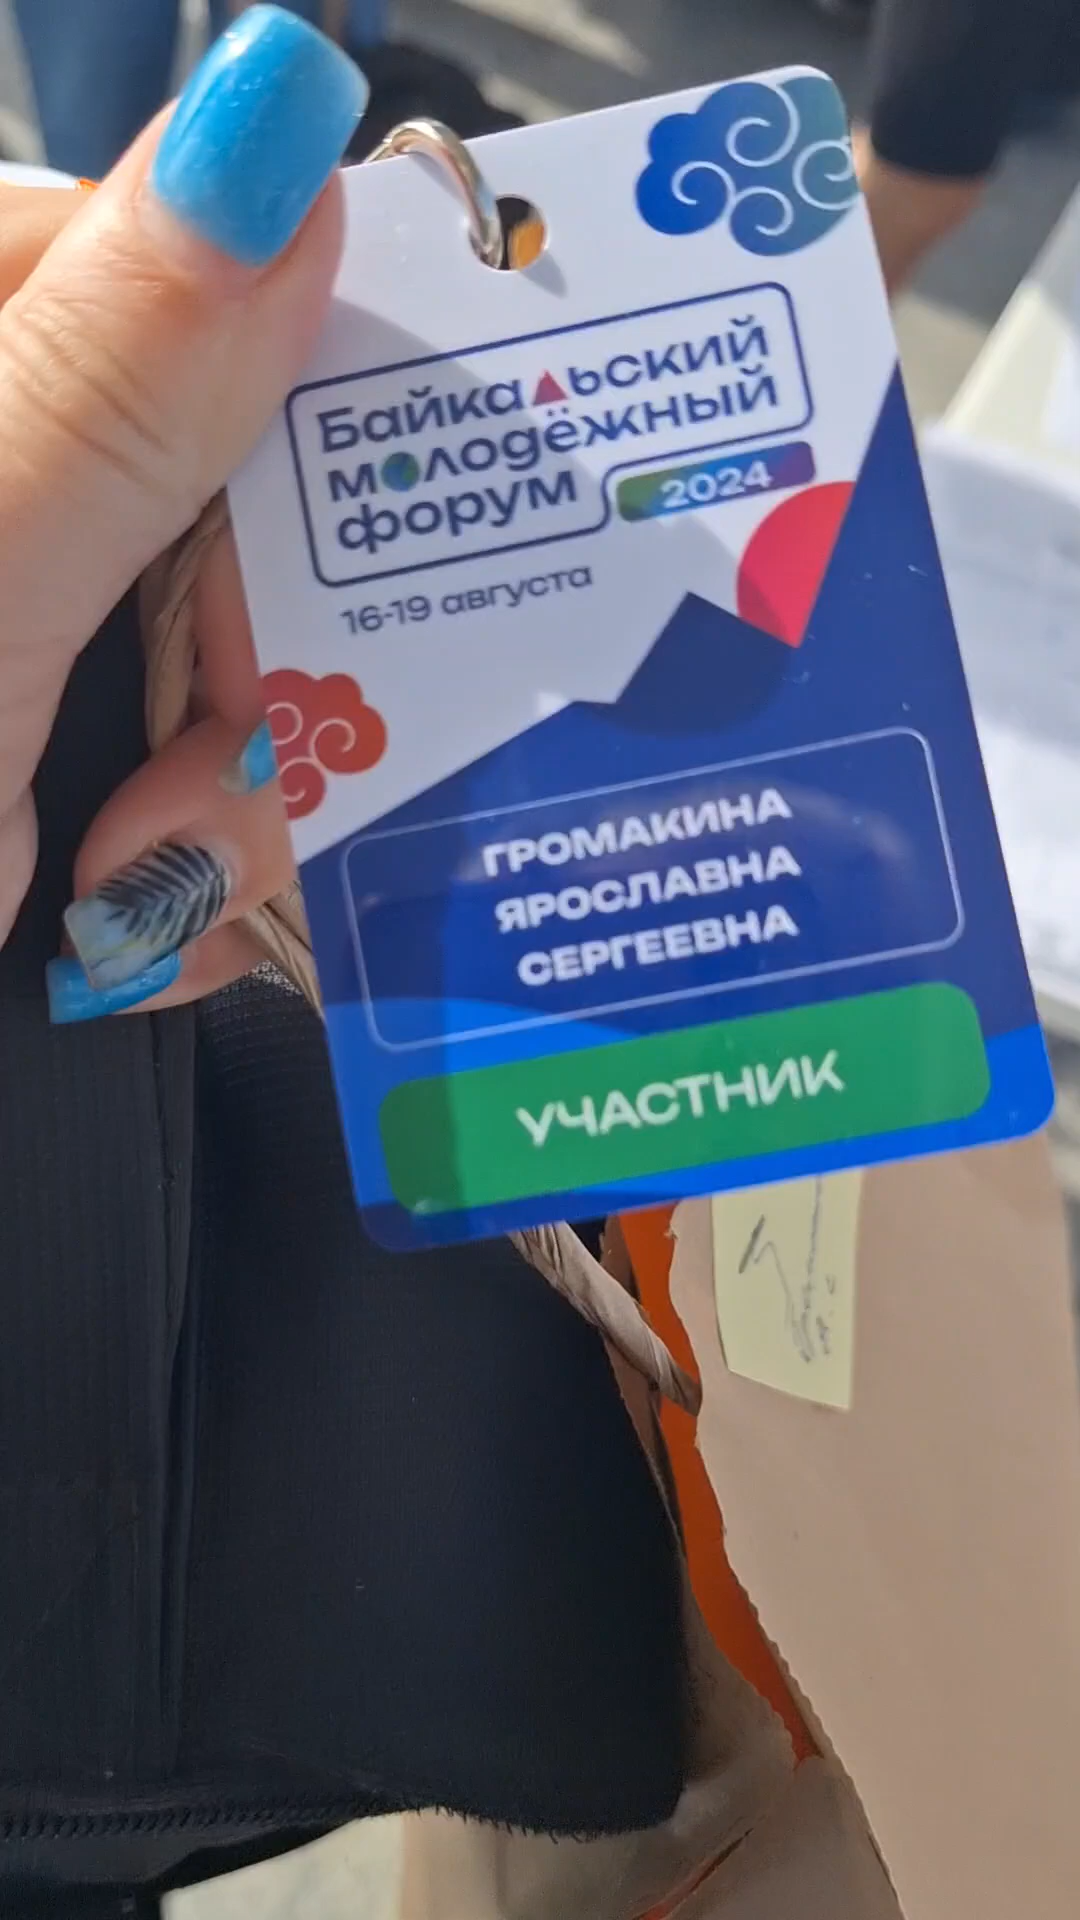 Байкальский
молодёжный
форум
2024
16-19 августа
ГРОМАКИНА
ЯРОСЛАВНА
СЕРГЕЕВНА
УЧАСТНИК